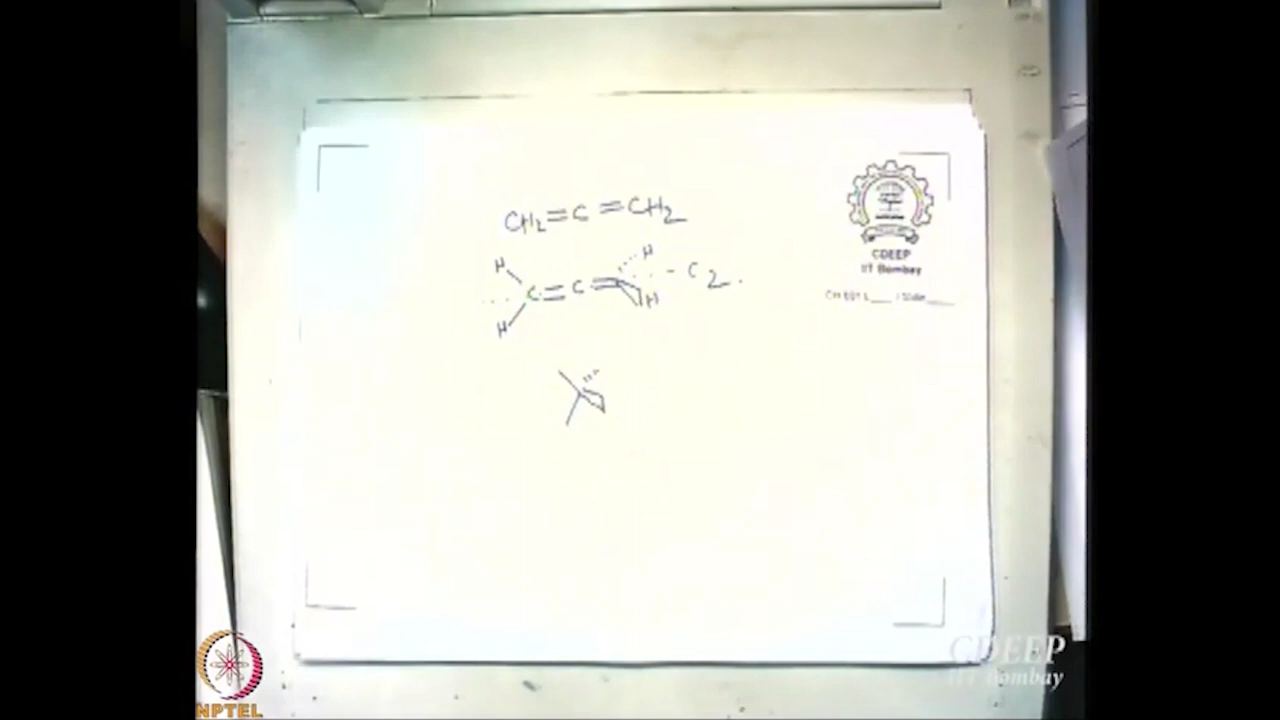 CH2=C=CH2
H H
C=C= - C2.
H H
CDEEP
IIT Bombay
CDEEP
IIT Bombay
NPTEL